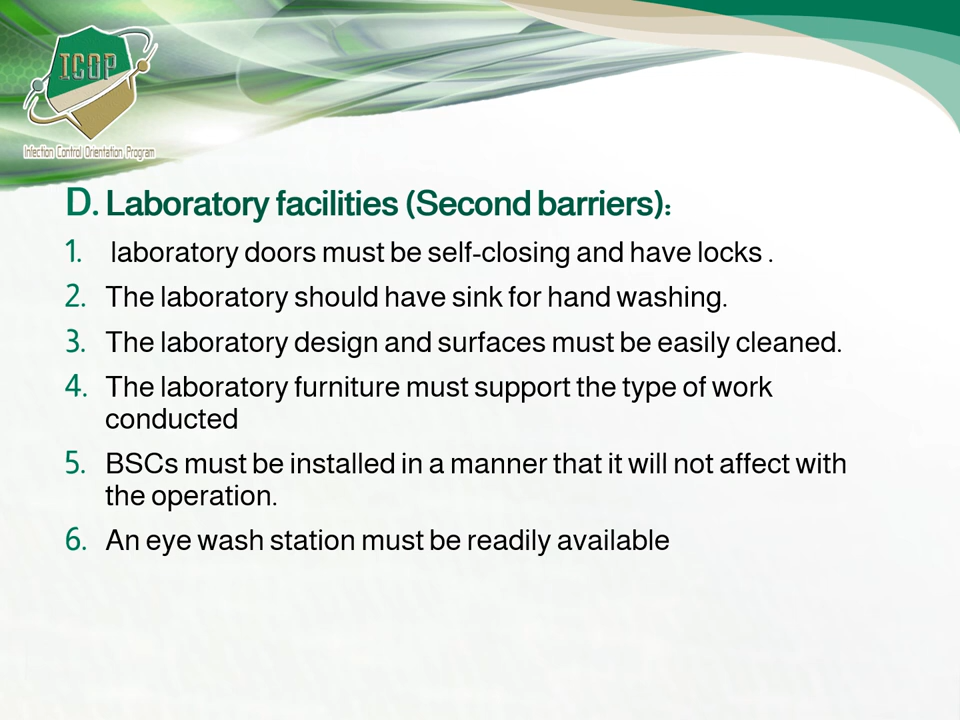 ICOP
Infection Control Orientation Program
D. Laboratory facilities (Second barriers):
1. laboratory doors must be self-closing and have locks .
2. The laboratory should have sink for hand washing.
3. The laboratory design and surfaces must be easily cleaned.
4. The laboratory furniture must support the type of work
conducted
5. BSCs must be installed in a manner that it will not affect with
the operation.
6. An eye wash station must be readily available